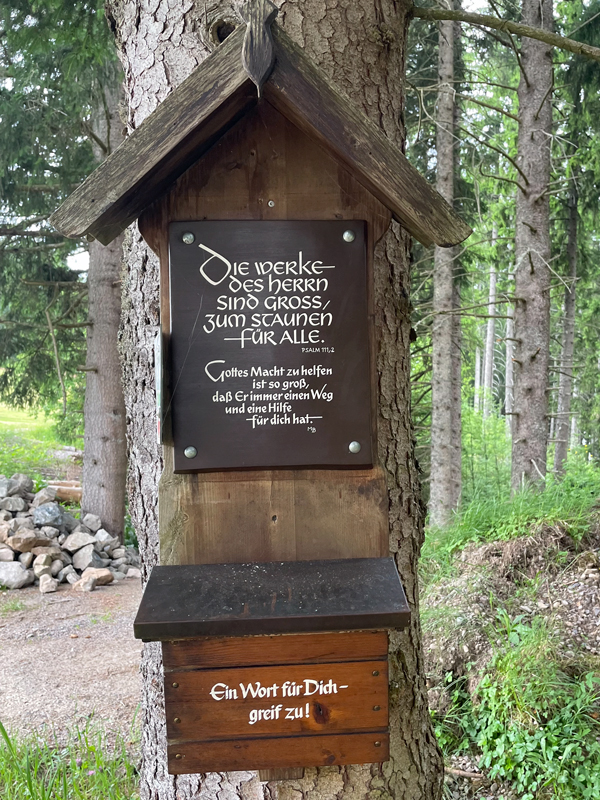 Die Werke
des Herrn
sind gross,
zum Staunen
für alle.
PSALM 111,2
Gottes Macht zu helfen
ist so groß,
daß Er immer einen Weg
und eine Hilfe
für dich hat.
MB
Ein Wort für Dich –
greif zu!